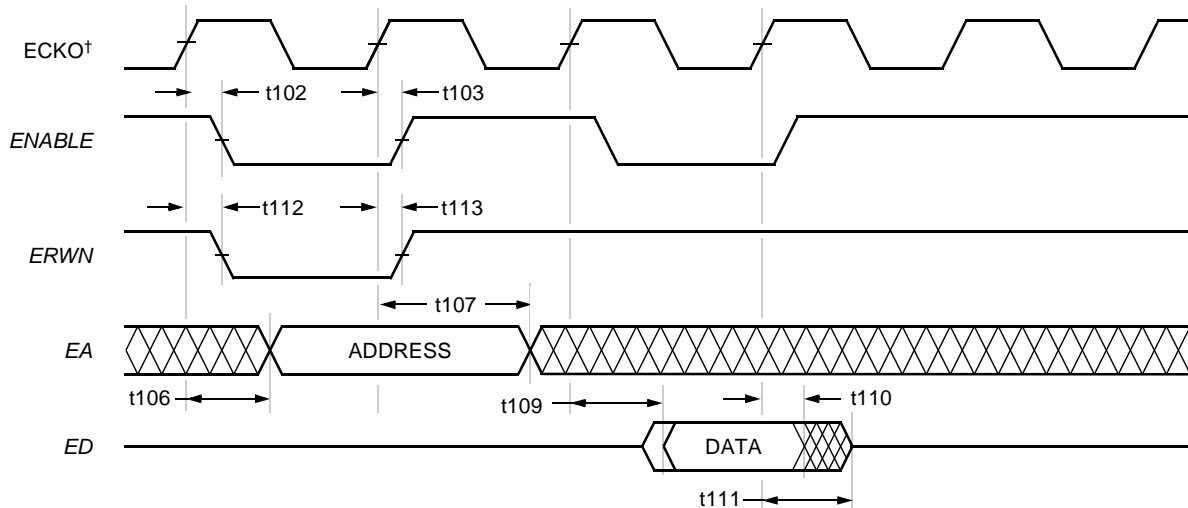 ECKO†
t102
t103
ENABLE
t112
t113
ERWN
t107
EA
ADDRESS
t106
t109
t110
ED
DATA
t111